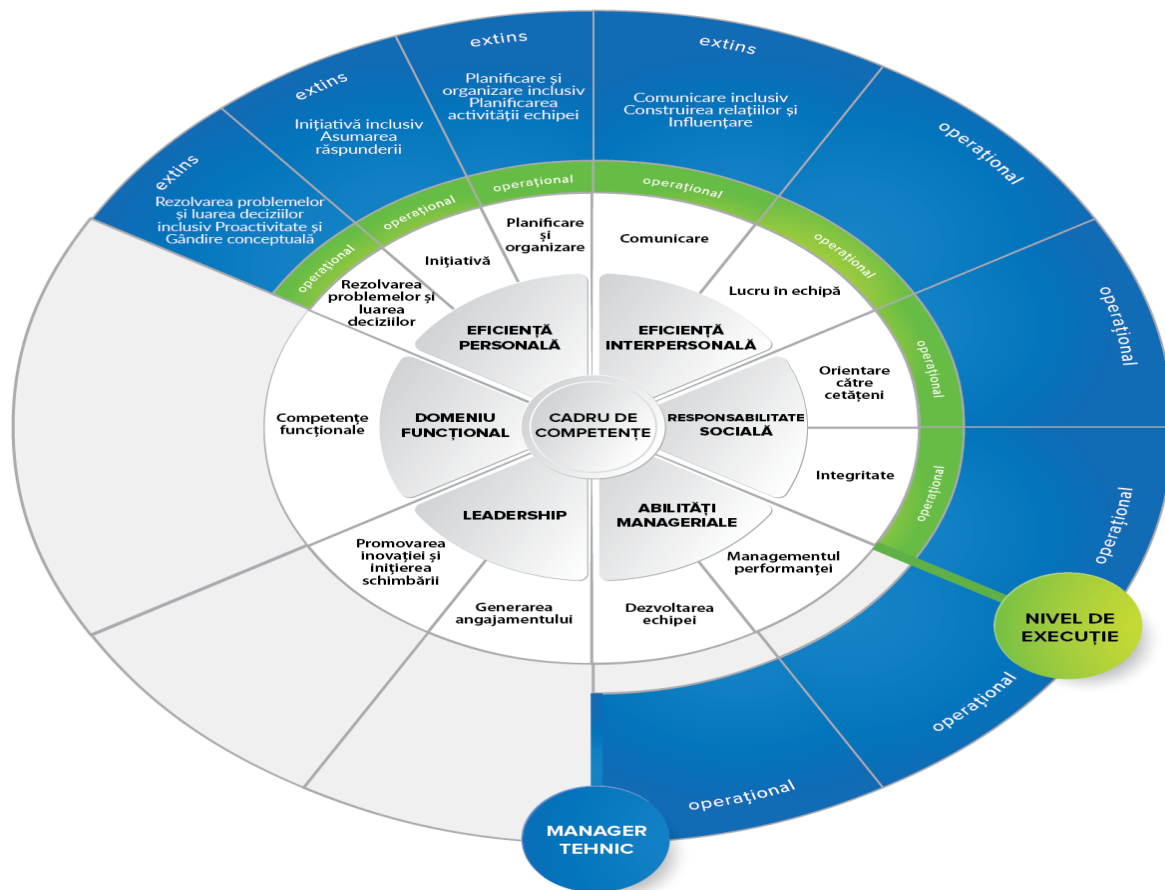 extins
Rezolvarea problemelor
și luarea deciziilor
inclusiv Proactivitate și
Gândire conceptuală
extins
Inițiativă inclusiv
Asumarea
răspunderii
extins
Planificare și
organizare inclusiv
Planificarea
activității echipei
extins
Comunicare inclusiv
Construirea relațiilor și
Influențare
operațional
operațional
operațional
operațional
operațional
operațional
operațional
operațional
operațional
operațional
operațional
operațional
Rezolvarea
problemelor și
luarea
deciziilor
Inițiativă
Planificare
și
organizare
Comunicare
Lucru în echipă
Orientare
către
cetățeni
Integritate
Managementul
performanței
Dezvoltarea
echipei
Generarea
angajamentului
Promovarea
inovației și
inițierea
schimbării
Competențe
funcționale
EFICIENȚĂ
PERSONALĂ
EFICIENȚĂ
INTERPERSONALĂ
RESPONSABILITATE
SOCIALĂ
ABILITĂȚI
MANAGERIALE
LEADERSHIP
DOMENIU
FUNCȚIONAL
CADRU DE
COMPETENȚE
NIVEL DE
EXECUȚIE
MANAGER
TEHNIC